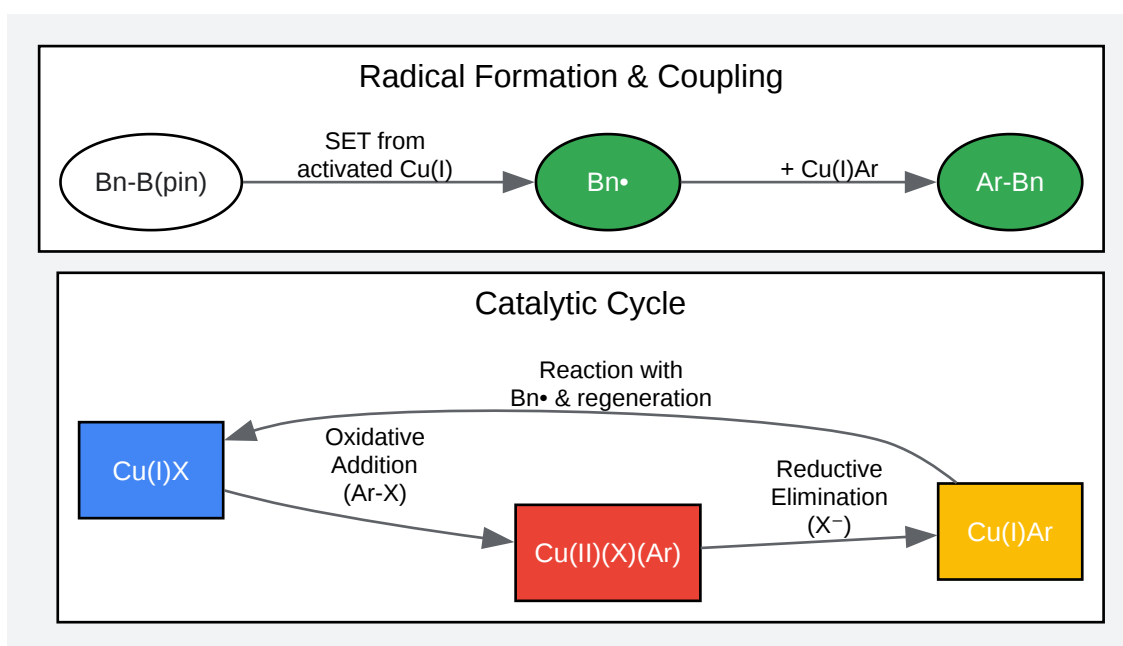 Radical Formation & Coupling
SET from
activated Cu(I)
Bn-B(pin)
Bn•
+ Cu(I)Ar
Ar-Bn
Catalytic Cycle
Reaction with
Bn• & regeneration
Cu(I)X
Oxidative
Addition
(Ar-X)
Cu(II)(X)(Ar)
Reductive
Elimination
(X⁻)
Cu(I)Ar